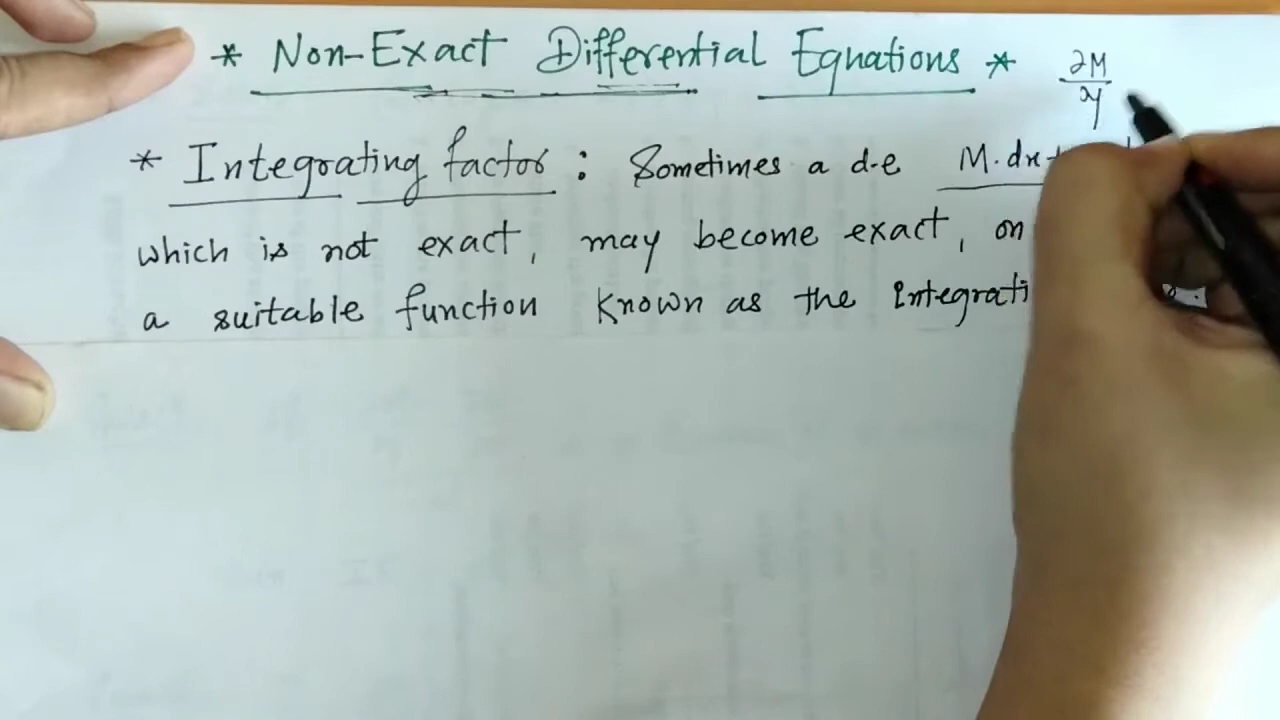 * Non-Exact Differential Equations * ∂M/∂y
* Integrating factor : Sometimes a d.e M.dx+
which is not exact, may become exact, on
a suitable function known as the Integrati